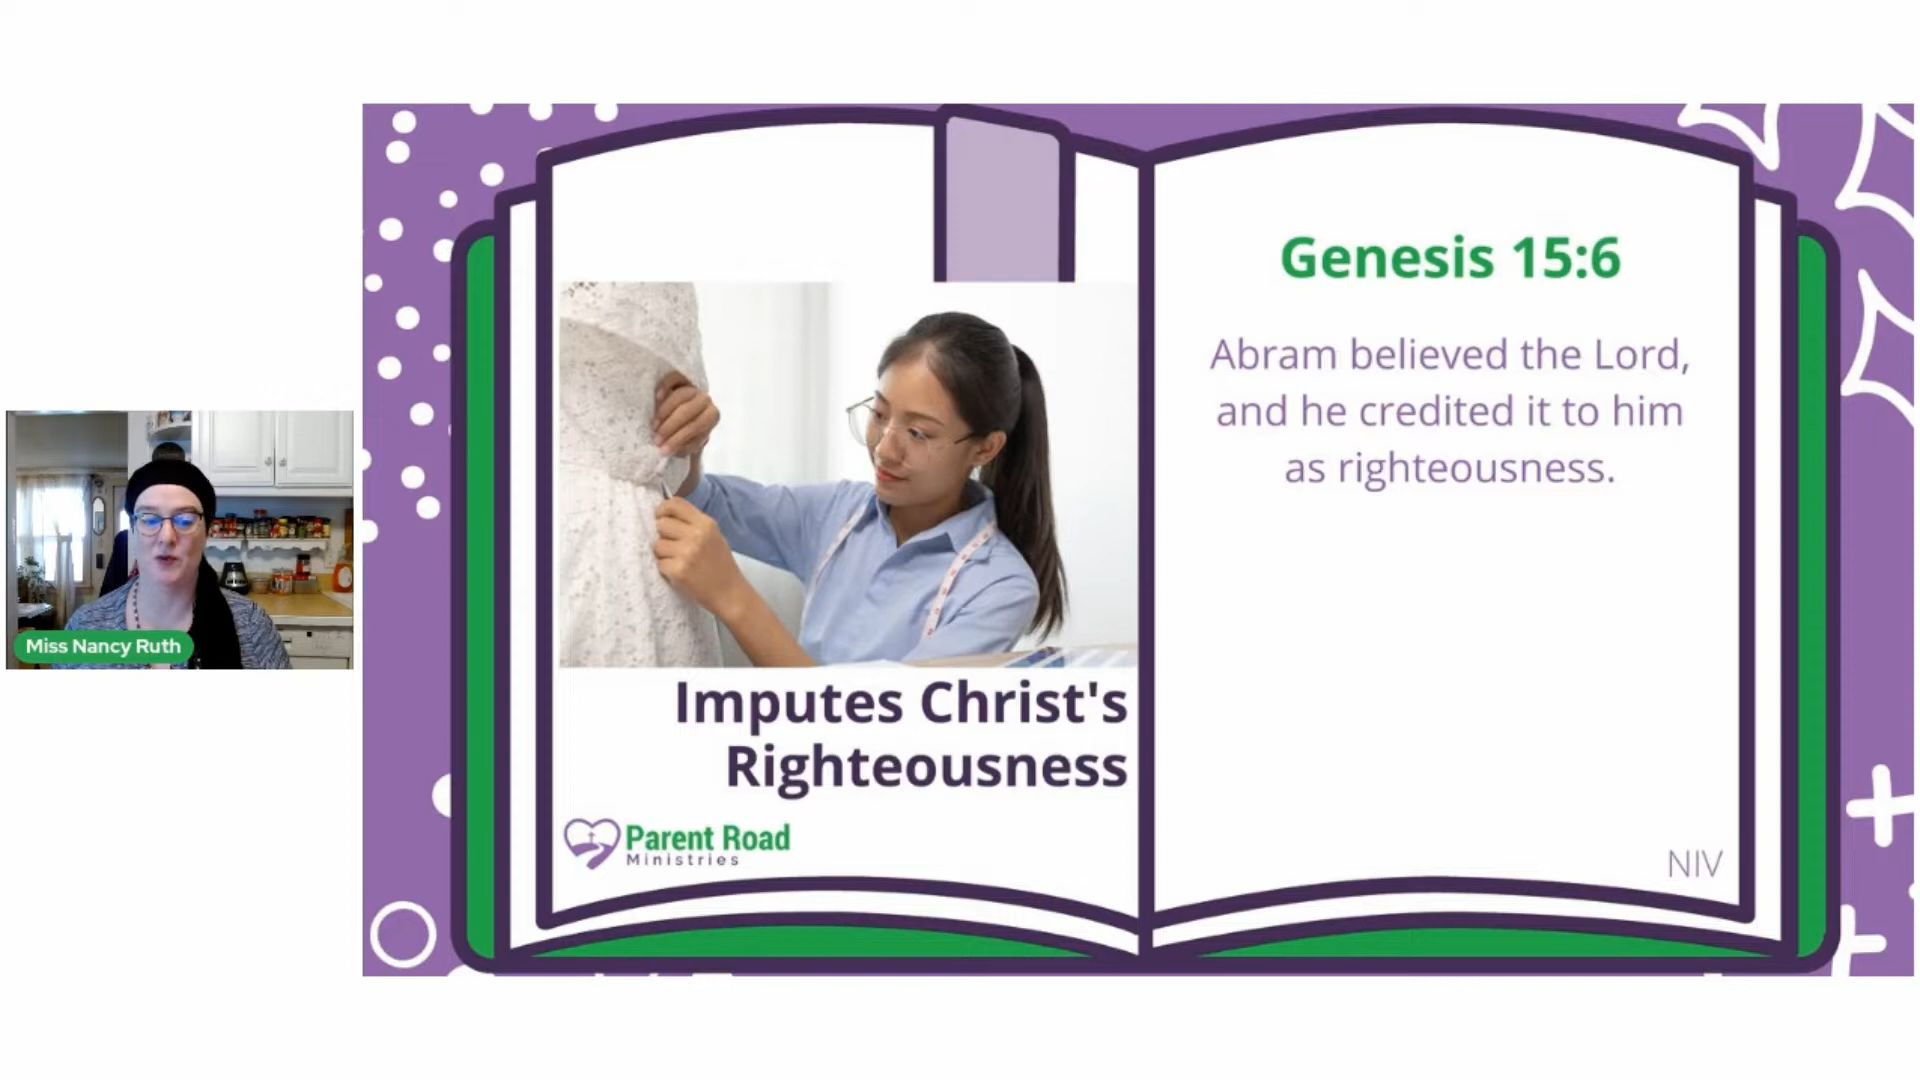 Miss Nancy Ruth
Imputes Christ's
Righteousness
Parent Road
Ministries
Genesis 15:6
Abram believed the Lord,
and he credited it to him
as righteousness.
NIV